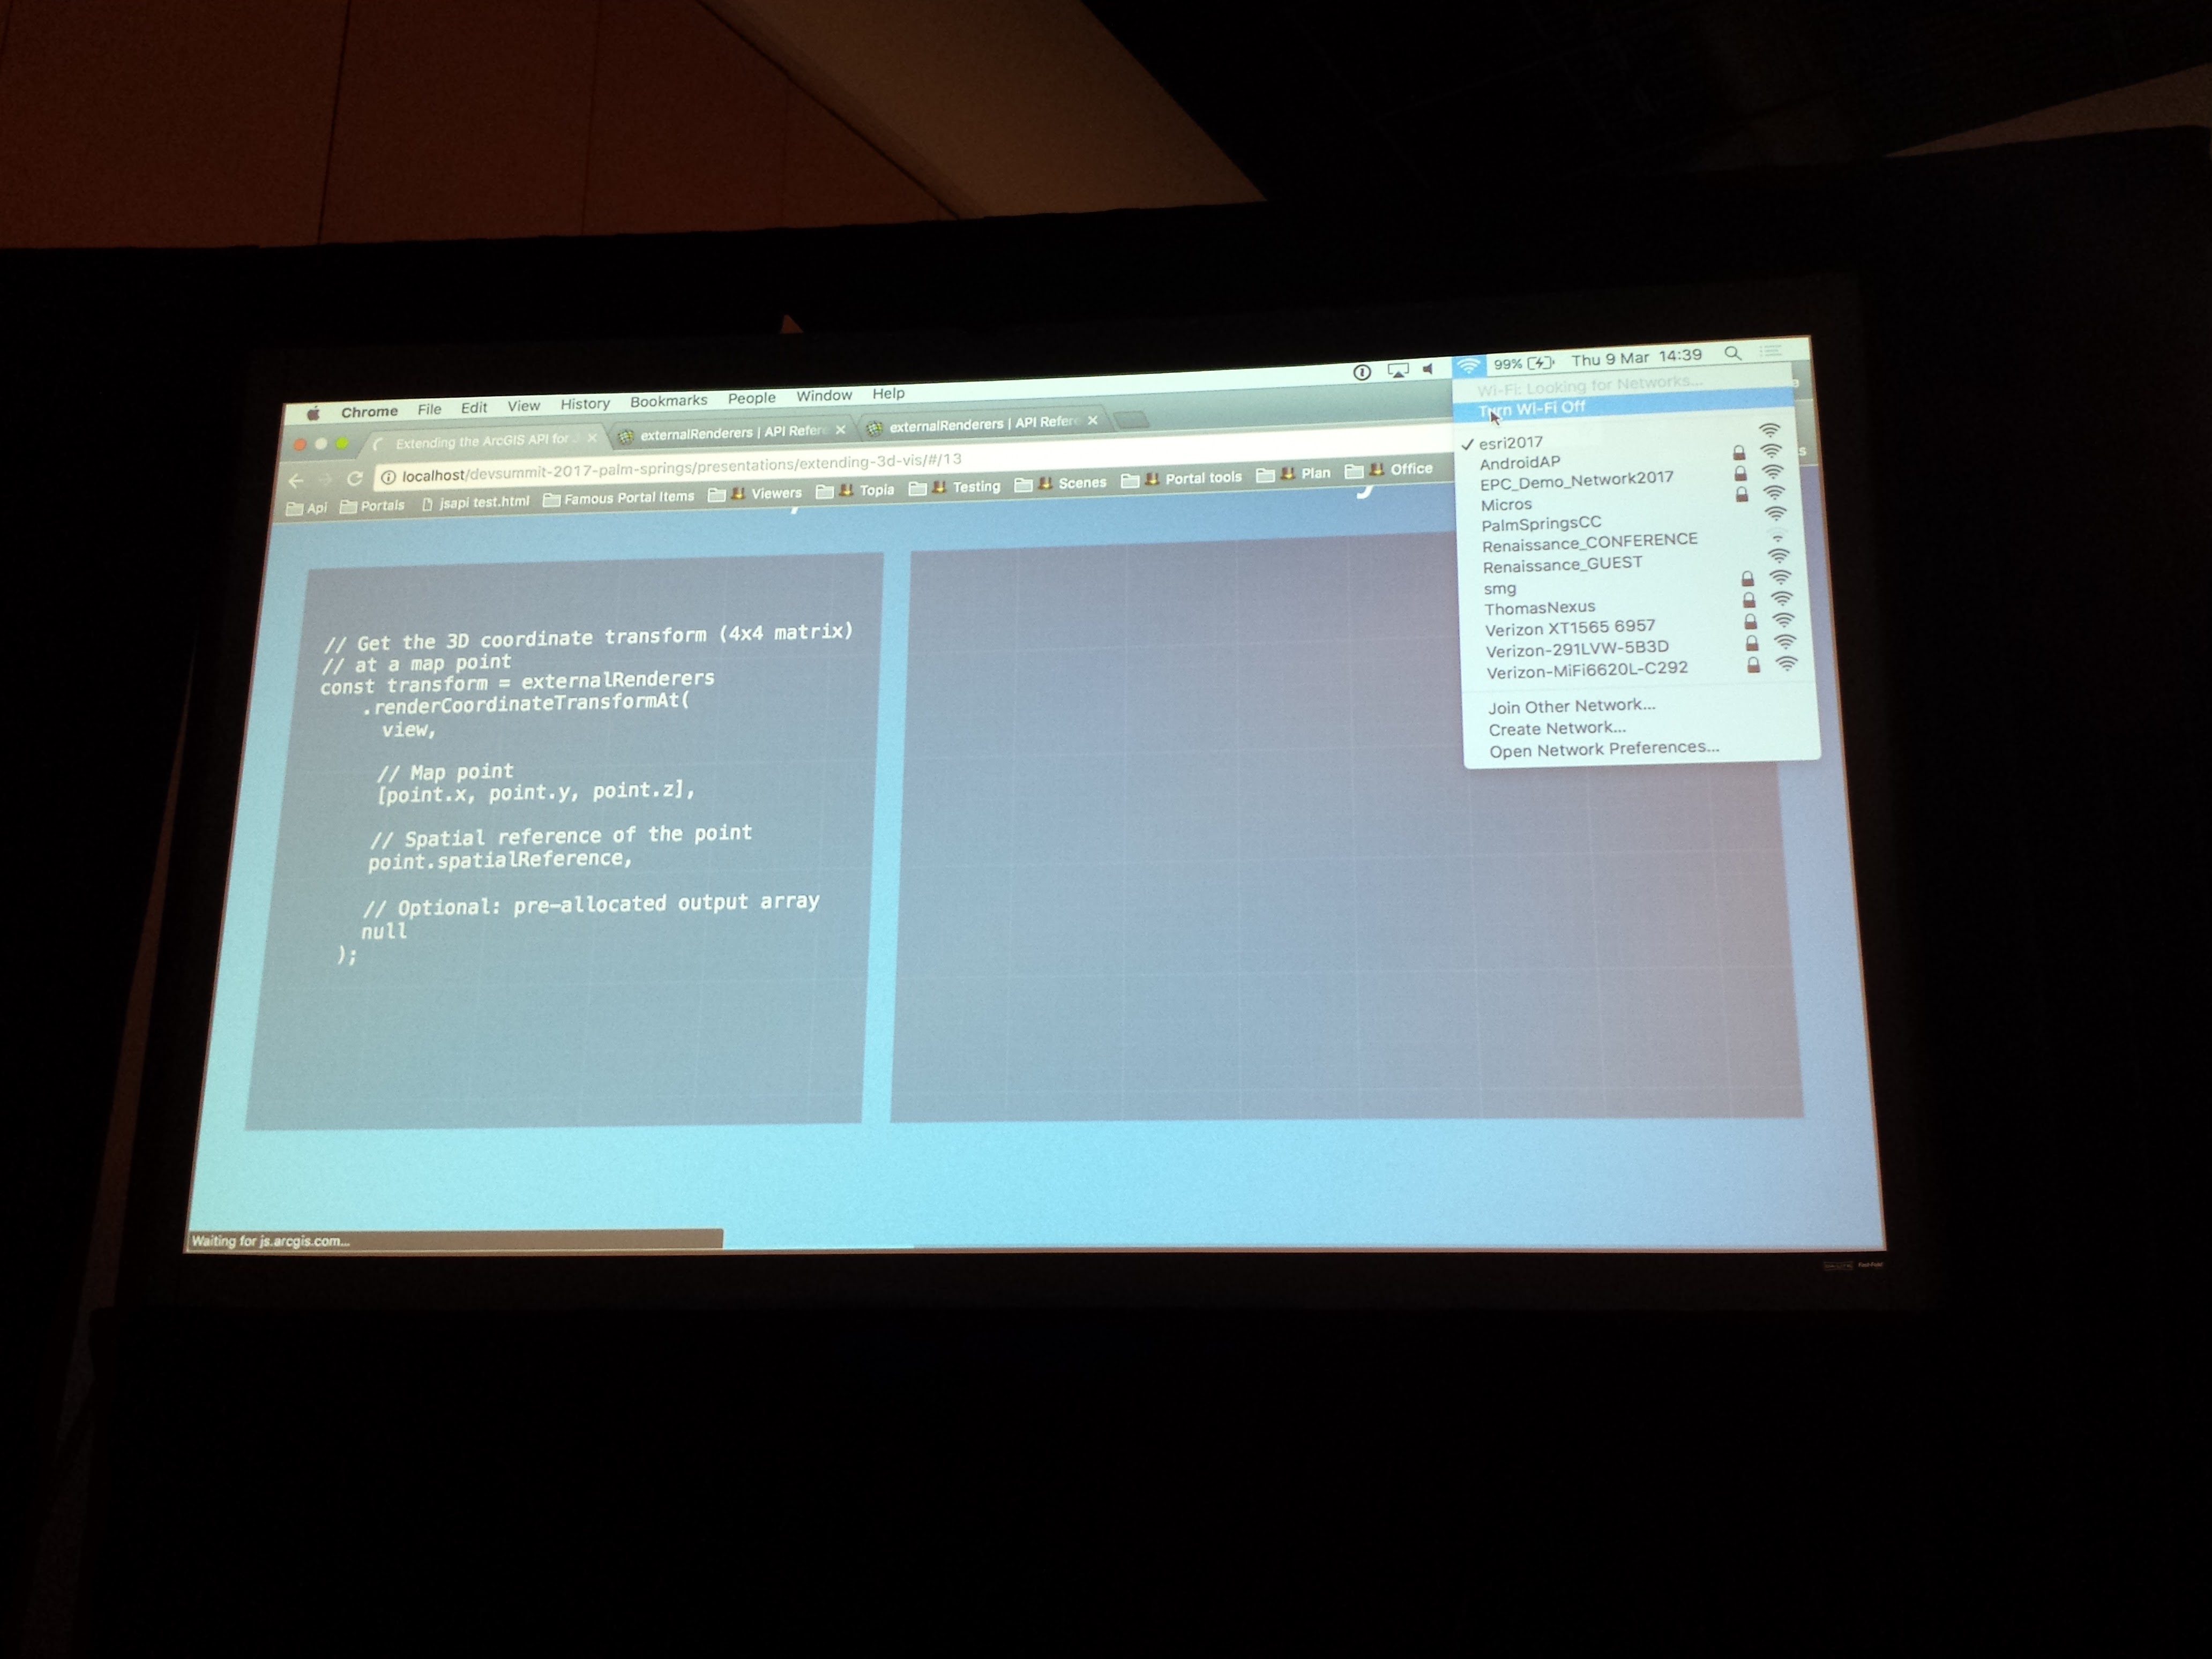 Chrome File Edit View History Bookmarks People Window Help 99% Thu 9 Mar 14:39
Extending the ArcGIS API for
externalRenderers | API Refer
externalRenderers | API Refere
localhost/devsummit-2017-palm-springs/presentations/extending-3d-vis/#/13
Api Portals jsapi test.html Famous Portal Items Viewers Topia Testing Scenes Portal tools Plan Office
// Get the 3D coordinate transform (4x4 matrix)
// at a map point
const transform = externalRenderers
.renderCoordinateTransformAt(
view,
// Map point
[point.x, point.y, point.z],
// Spatial reference of the point
point.spatialReference,
// Optional: pre-allocated output array
null
);
Wi-Fi: Looking for Networks...
Turn Wi-Fi Off
✓ esri2017
AndroidAP
EPC_Demo_Network2017
Micros
PalmSpringsCC
Renaissance_CONFERENCE
Renaissance_GUEST
smg
ThomasNexus
Verizon XT1565 6957
Verizon-291LVW-5B3D
Verizon-MiFi6620L-C292
Join Other Network...
Create Network...
Open Network Preferences...
Waiting for js.arcgis.com...